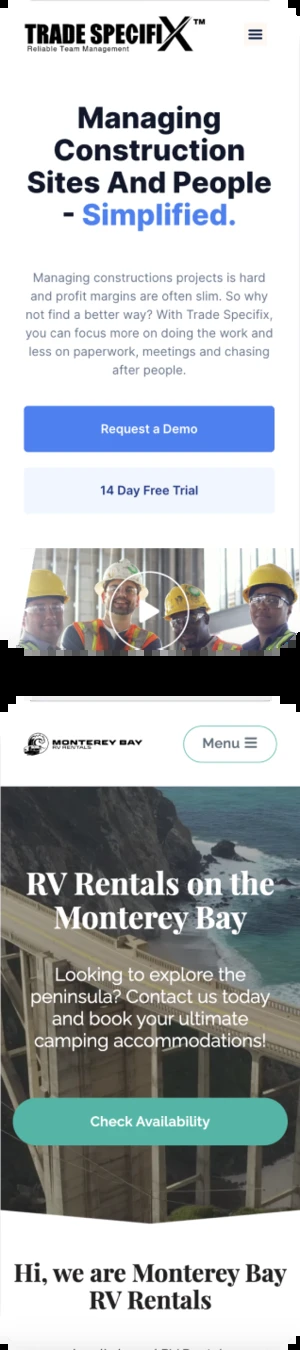 TRADE SPECIFIX™
Reliable Team Management
Managing
Construction
Sites And People
- Simplified.
Managing constructions projects is hard
and profit margins are often slim. So why
not find a better way? With Trade Specifix,
you can focus more on doing the work and
less on paperwork, meetings and chasing
after people.
Request a Demo
14 Day Free Trial
MONTEREY BAY
RV RENTALS
Menu
RV Rentals on the
Monterey Bay
Looking to explore the
peninsula? Contact us today
and book your ultimate
camping accommodations!
Check Availability
Hi, we are Monterey Bay
RV Rentals